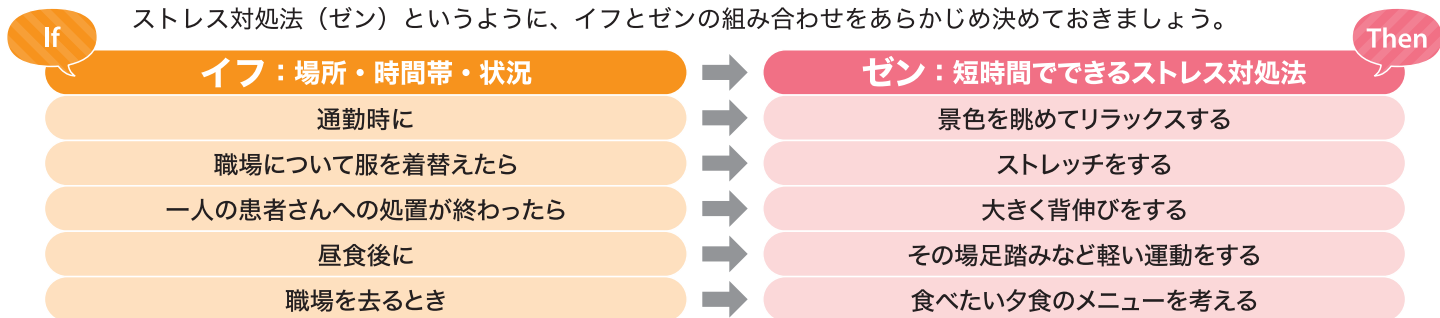 ストレス対処法（ゼン）というように、イフとゼンの組み合わせをあらかじめ決めておきましょう。
If
Then
イフ：場所・時間帯・状況
ゼン：短時間でできるストレス対処法
通勤時に
景色を眺めてリラックスする
職場について服を着替えたら
ストレッチをする
一人の患者さんへの処置が終わったら
大きく背伸びをする
昼食後に
その場足踏みなど軽い運動をする
職場を去るとき
食べたい夕食のメニューを考える